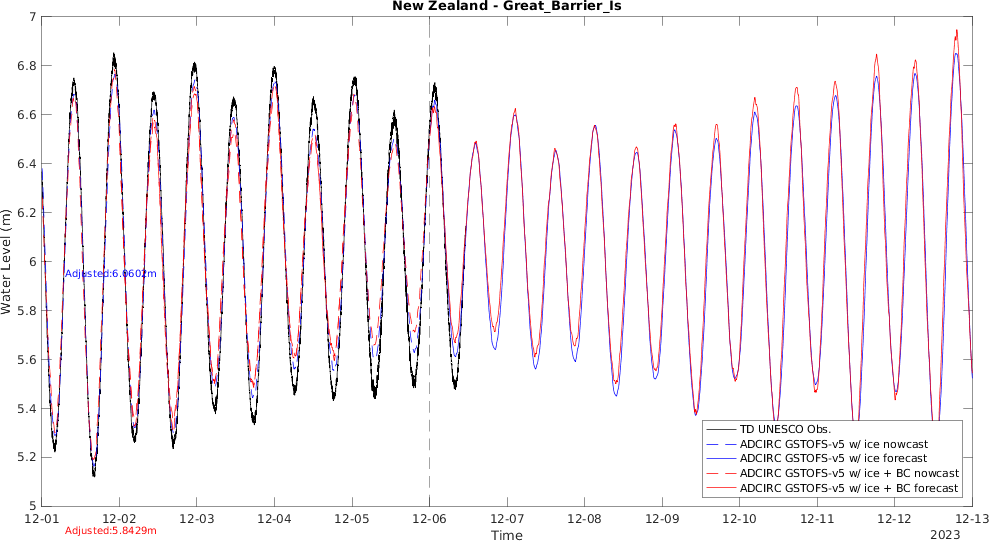 New Zealand - Great_Barrier_Is
7
6.8
6.6
6.4
6.2
6
5.8
5.6
5.4
5.2
5
Water Level (m)
Adjusted:6.0602m
TD UNESCO Obs.
ADCIRC GSTOFS-v5 w/ ice nowcast
ADCIRC GSTOFS-v5 w/ ice forecast
ADCIRC GSTOFS-v5 w/ ice + BC nowcast
ADCIRC GSTOFS-v5 w/ ice + BC forecast
12-01 12-02 12-03 12-04 12-05 12-06 12-07 12-08 12-09 12-10 12-11 12-12 12-13
Adjusted:5.8429m
Time
2023